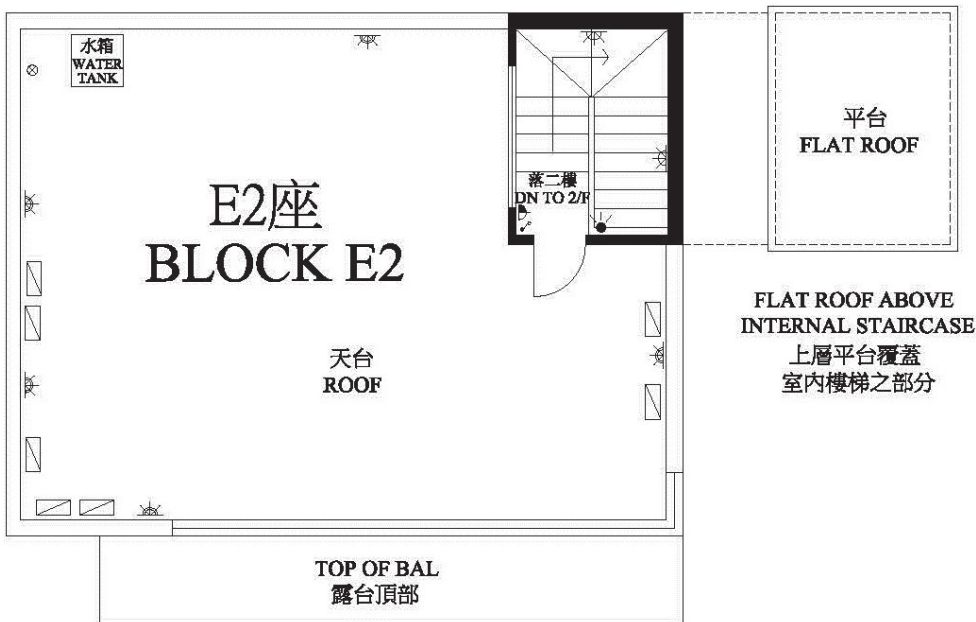 水箱
WATER
TANK
平台
FLAT ROOF
落二樓
DN TO 2/F
E2座
BLOCK E2
FLAT ROOF ABOVE
INTERNAL STAIRCASE
上層平台覆蓋
室內樓梯之部分
天台
ROOF
TOP OF BAL
露台頂部